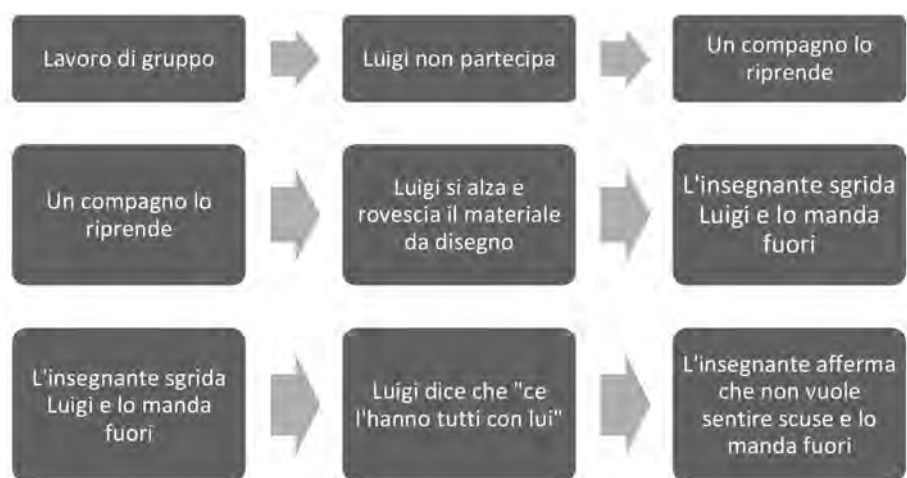 Lavoro di gruppo
Luigi non partecipa
Un compagno lo
riprende
Un compagno lo
riprende
Luigi si alza e
rovescia il materiale
da disegno
L'insegnante sgrida
Luigi e lo manda
fuori
L'insegnante sgrida
Luigi e lo manda
fuori
Luigi dice che "ce
l'hanno tutti con lui"
L'insegnante afferma
che non vuole
sentire scuse e lo
manda fuori